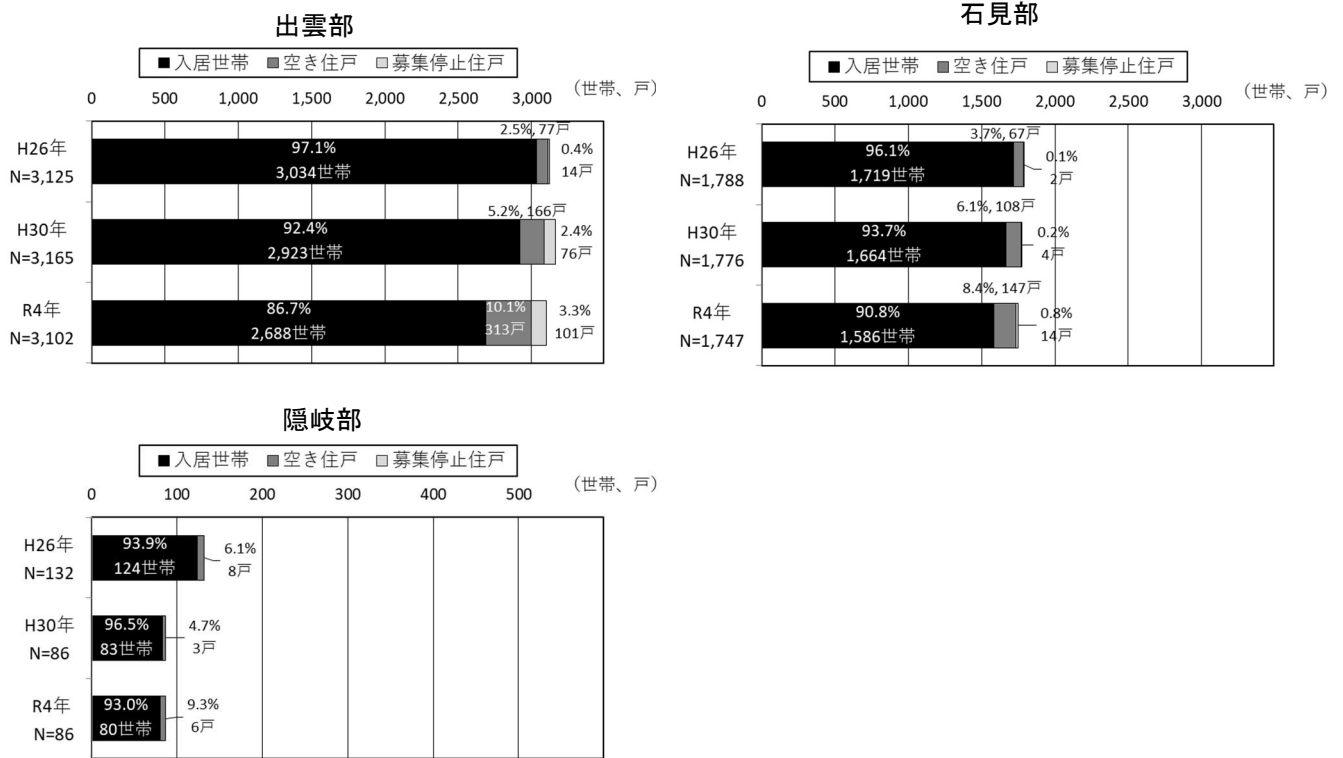 出雲部
■入居世帯 ■空き住戸 □募集停止住戸
（世帯、戸）
0 500 1,000 1,500 2,000 2,500 3,000
H26年
N=3,125
97.1%
3,034世帯
2.5%, 77戸
0.4%
14戸
H30年
N=3,165
92.4%
2,923世帯
5.2%, 166戸
2.4%
76戸
R4年
N=3,102
86.7%
2,688世帯
10.1%
313戸
3.3%
101戸
石見部
■入居世帯 ■空き住戸 □募集停止住戸
（世帯、戸）
0 500 1,000 1,500 2,000 2,500 3,000
H26年
N=1,788
96.1%
1,719世帯
3.7%, 67戸
0.1%
2戸
H30年
N=1,776
93.7%
1,664世帯
6.1%, 108戸
0.2%
4戸
R4年
N=1,747
90.8%
1,586世帯
8.4%, 147戸
0.8%
14戸
隠岐部
■入居世帯 ■空き住戸 □募集停止住戸
（世帯、戸）
0 100 200 300 400 500
H26年
N=132
93.9%
124世帯
6.1%
8戸
H30年
N=86
96.5%
83世帯
4.7%
3戸
R4年
N=86
93.0%
80世帯
9.3%
6戸